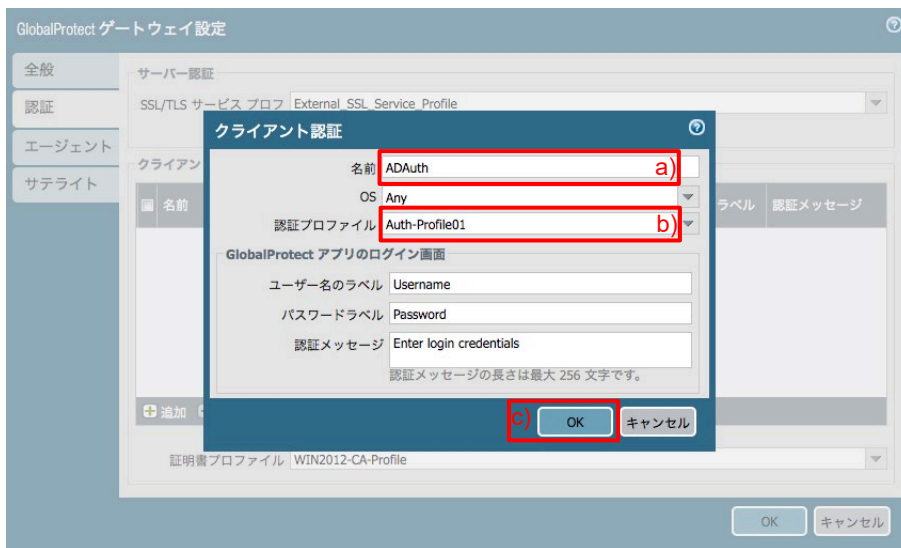 GlobalProtect ゲートウェイ設定
全般
認証
エージェント
サテライト
サーバー認証
SSL/TLS サービス プロフ External_SSL_Service_Profile
クライアン
名前
ラベル 認証メッセージ
クライアント認証
名前 ADAuth a)
OS Any
認証プロファイル Auth-Profile01 b)
GlobalProtect アプリのログイン画面
ユーザー名のラベル Username
パスワードラベル Password
認証メッセージ Enter login credentials
認証メッセージの長さは最大 256 文字です。
c) OK キャンセル
追加
証明書プロファイル WIN2012-CA-Profile
OK キャンセル